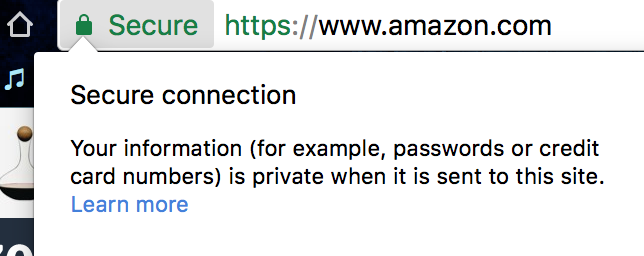 Secure https://www.amazon.com
Secure connection
Your information (for example, passwords or credit
card numbers) is private when it is sent to this site.
Learn more